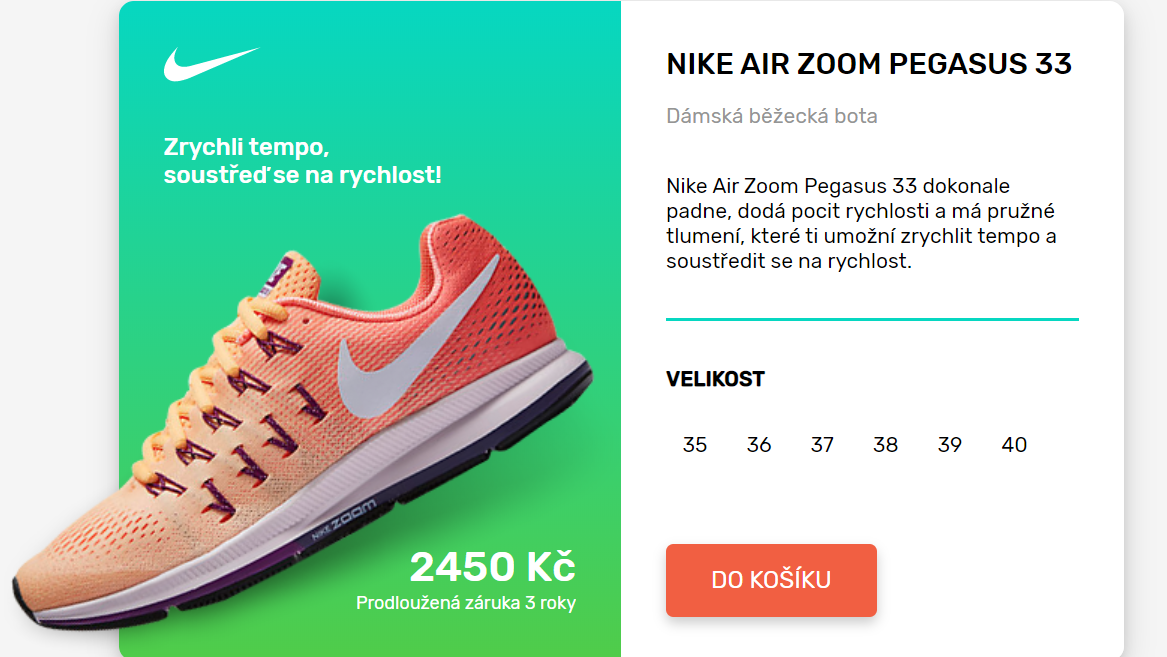 Zrychli tempo,
soustřeď se na rychlost!
NIKE ZOOM
2450 Kč
Prodloužená záruka 3 roky
NIKE AIR ZOOM PEGASUS 33
Dámská běžecká bota
Nike Air Zoom Pegasus 33 dokonale
padne, dodá pocit rychlosti a má pružné
tlumení, které ti umožní zrychlit tempo a
soustředit se na rychlost.
VELIKOST
35 36 37 38 39 40
DO KOŠÍKU